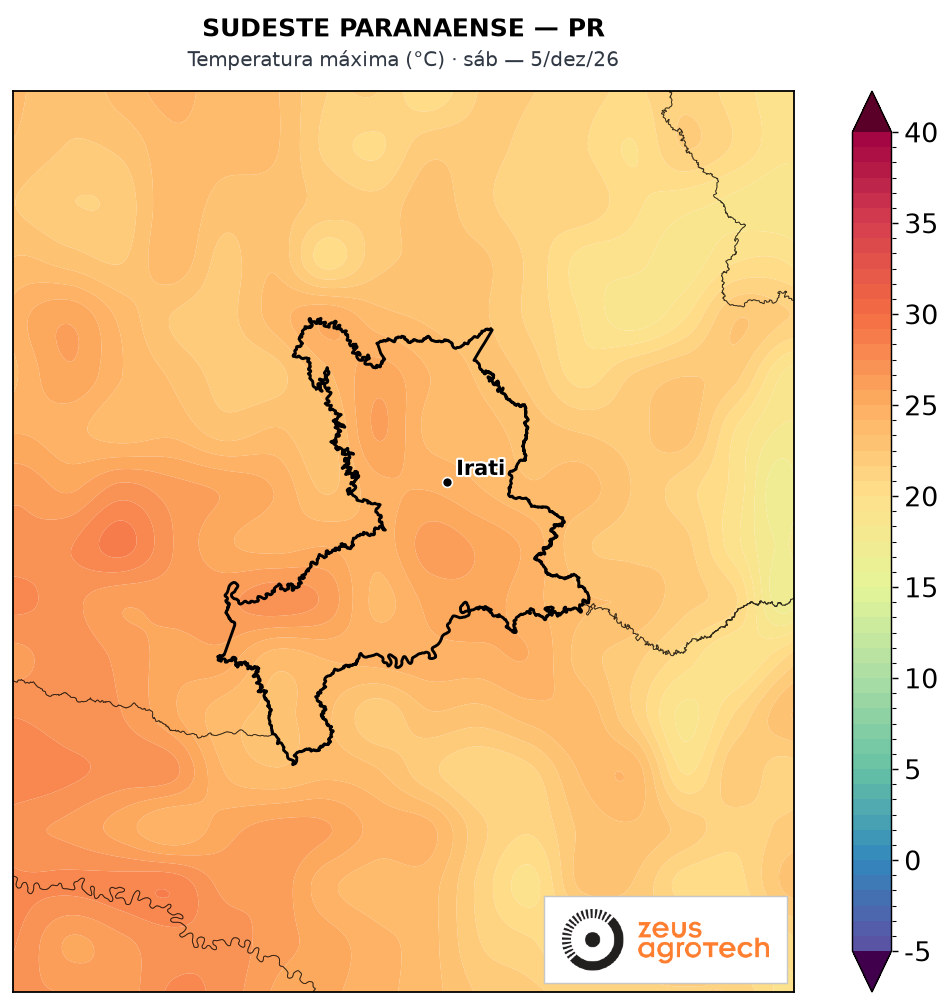 SUDESTE PARANAENSE — PR
Temperatura máxima (°C) · sáb — 5/dez/26
40
35
30
25
20
15
10
5
0
-5
Irati
zeus
agrotech